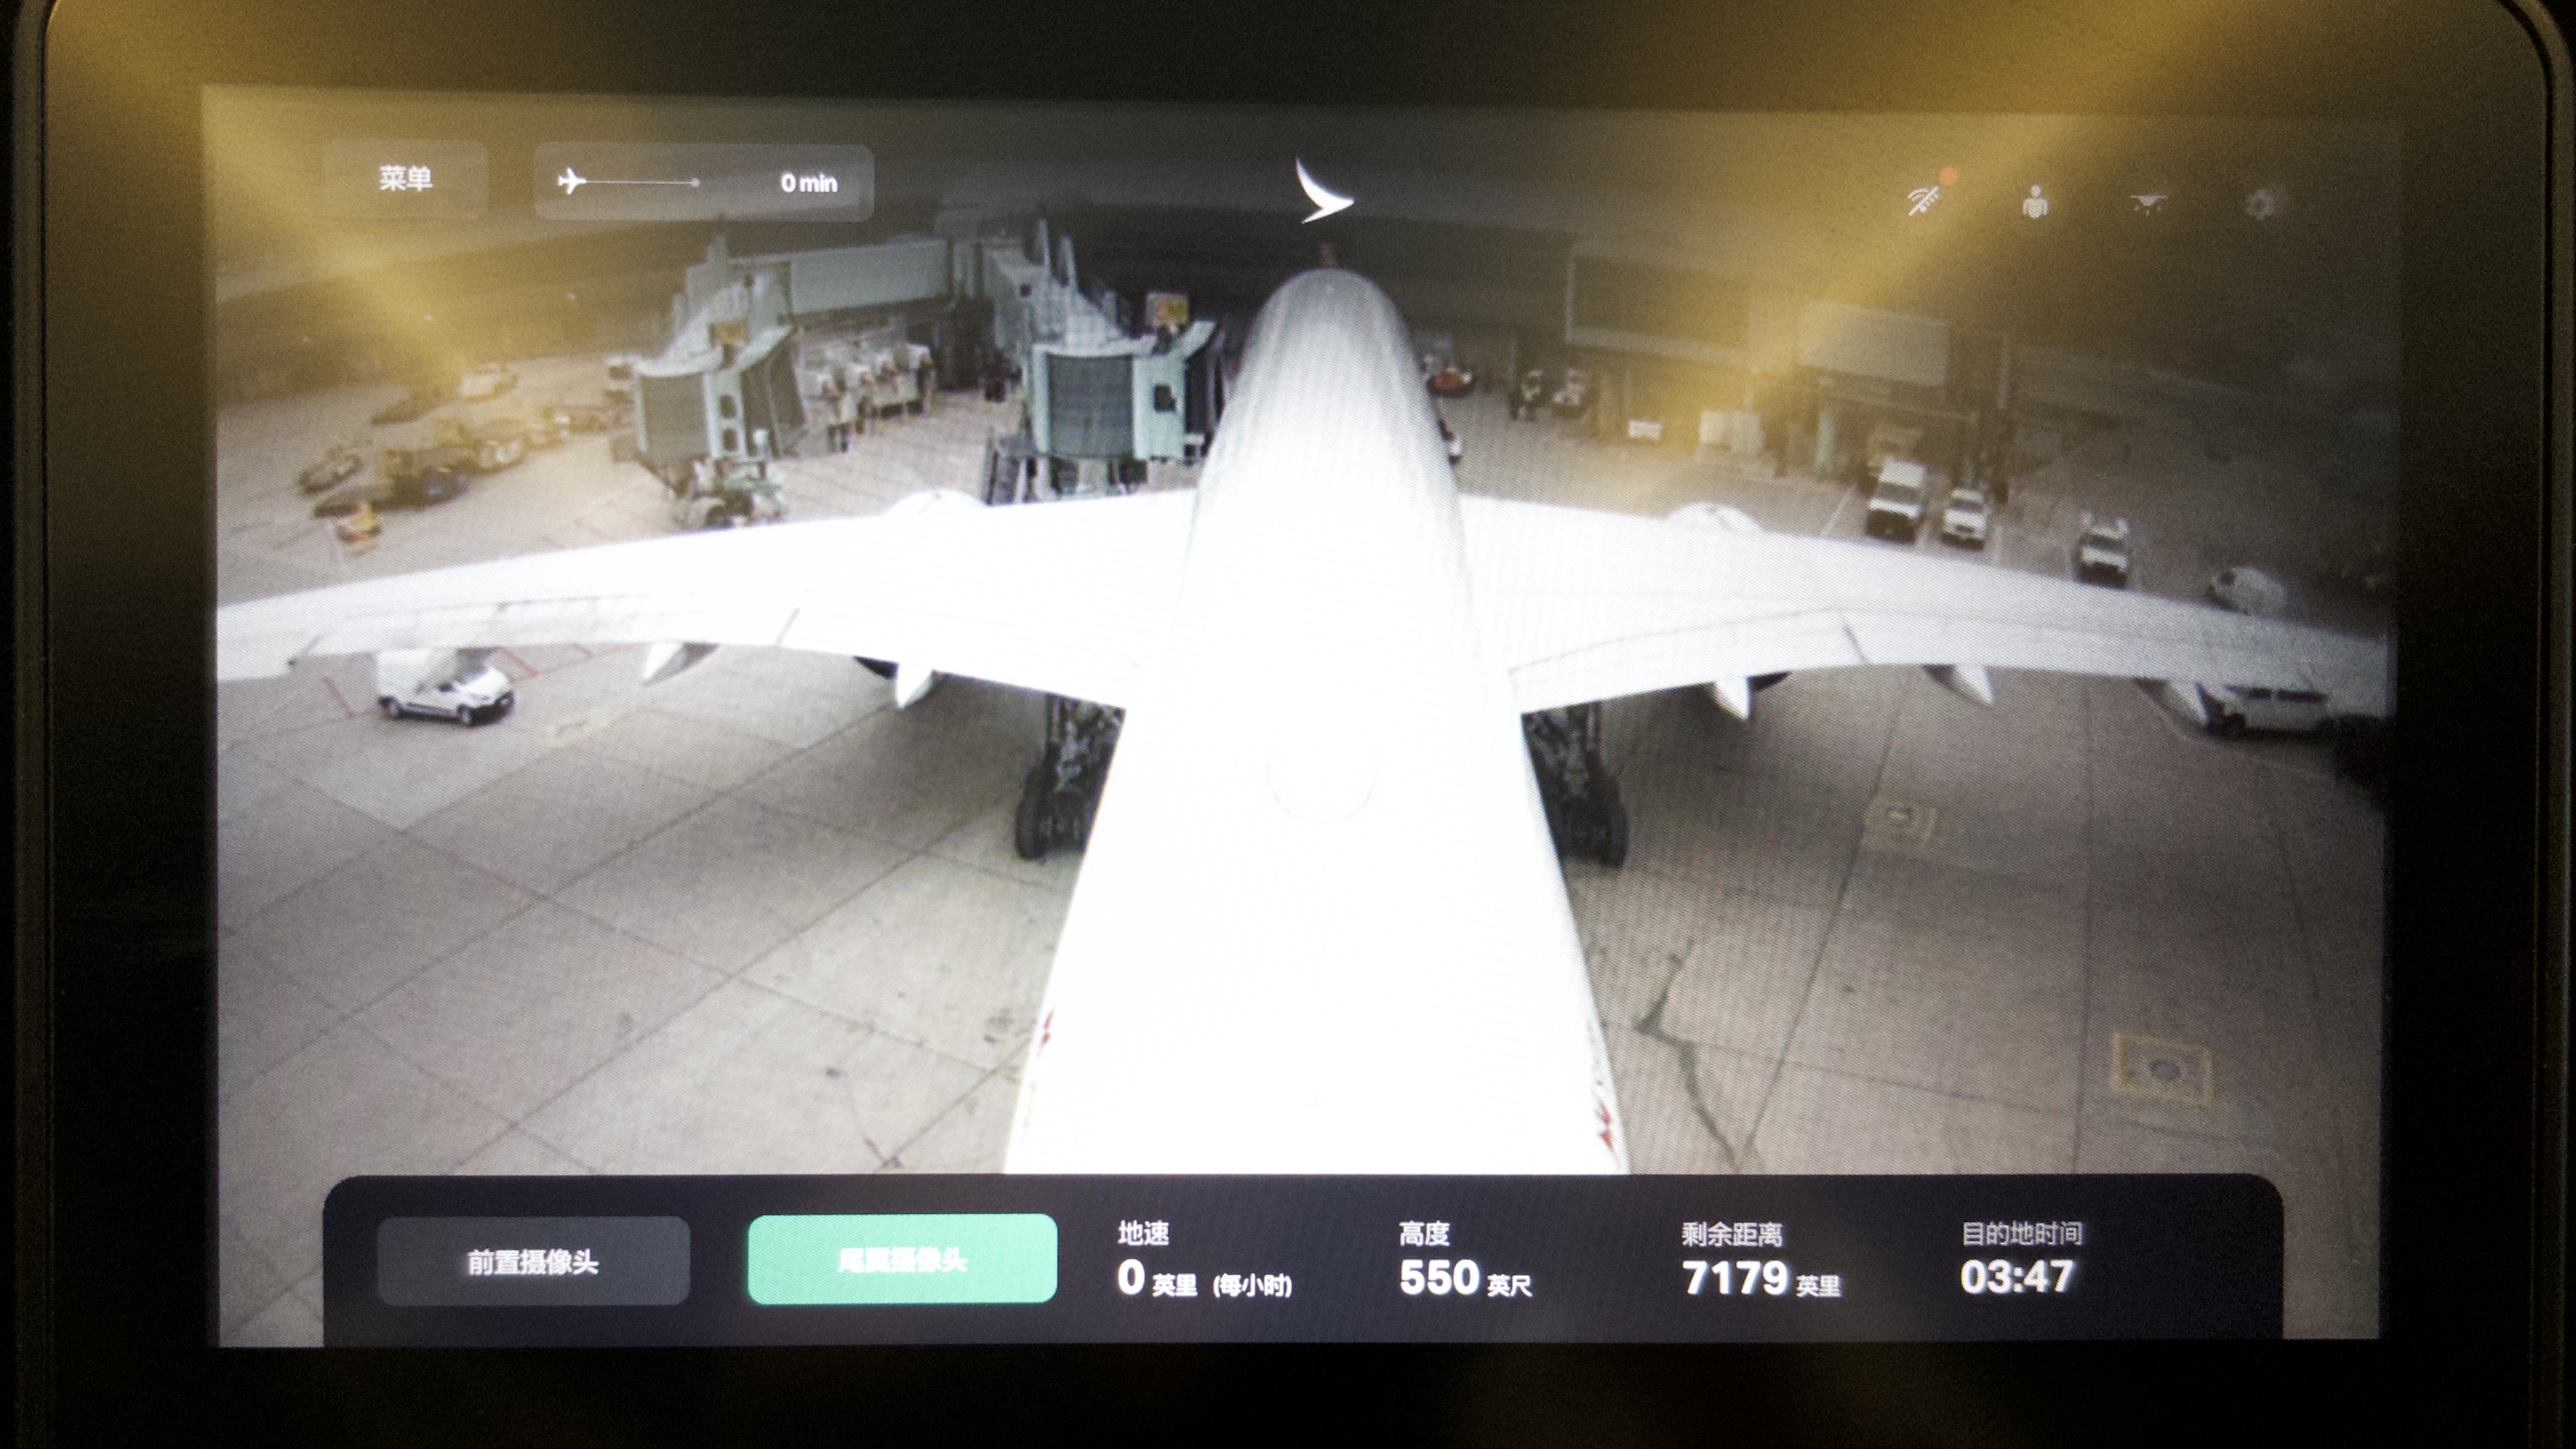 菜单
0 min
前置摄像头
尾翼摄像头
地速
0 英里 (每小时)
高度
550 英尺
剩余距离
7179 英里
目的地时间
03:47